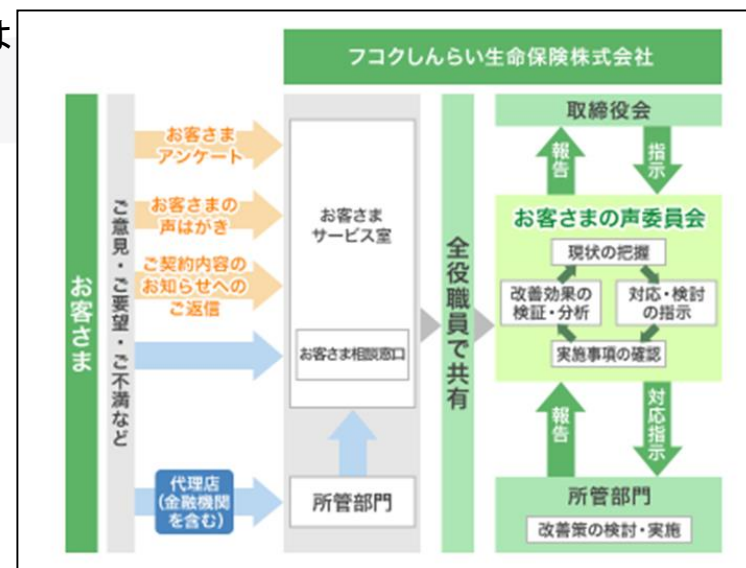 は
フコクしんらい生命保険株式会社
お客さま
ご意見・ご要望・ご不満など
お客さま
アンケート
お客さまの
声はがき
ご契約内容の
お知らせへの
ご返信
代理店
(金融機関
を含む)
お客さま
サービス室
お客さま相談窓口
所管部門
全役職員で共有
取締役会
報告
指示
お客さまの声委員会
現状の把握
改善効果の
検証・分析
対応・検討
の指示
実施事項の確認
報告
対応指示
所管部門
改善策の検討・実施